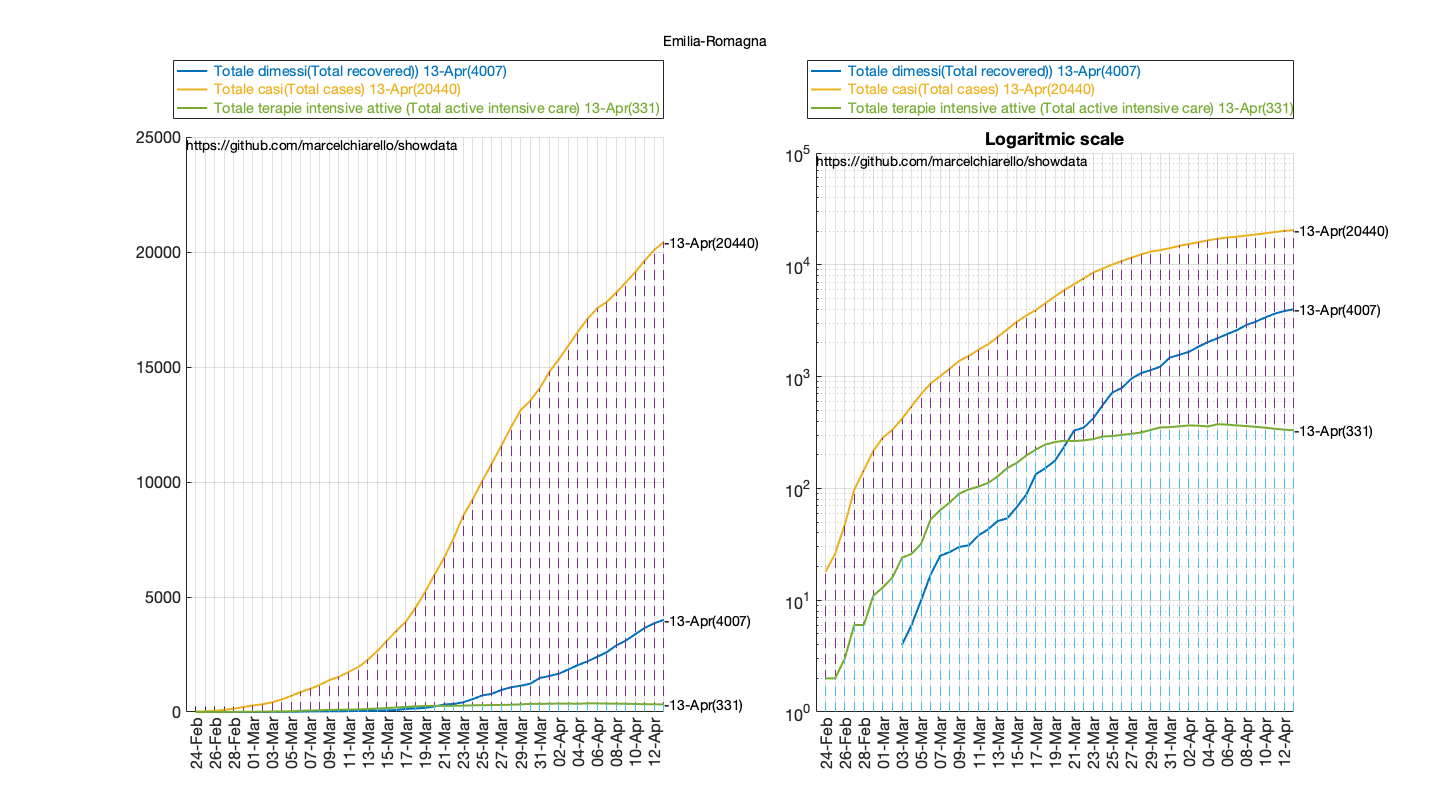 Emilia-Romagna
Totale dimessi(Total recovered)) 13-Apr(4007)
Totale casi(Total cases) 13-Apr(20440)
Totale terapie intensive attive (Total active intensive care) 13-Apr(331)
https://github.com/marcelchiarello/showdata
25000
20000
15000
10000
5000
0
-13-Apr(20440)
-13-Apr(4007)
-13-Apr(331)
24-Feb
26-Feb
28-Feb
01-Mar
03-Mar
05-Mar
07-Mar
09-Mar
11-Mar
13-Mar
15-Mar
17-Mar
19-Mar
21-Mar
23-Mar
25-Mar
27-Mar
29-Mar
31-Mar
02-Apr
04-Apr
06-Apr
08-Apr
10-Apr
12-Apr
Totale dimessi(Total recovered)) 13-Apr(4007)
Totale casi(Total cases) 13-Apr(20440)
Totale terapie intensive attive (Total active intensive care) 13-Apr(331)
Logaritmic scale
https://github.com/marcelchiarello/showdata
10^5
10^4
10^3
10^2
10^1
10^0
-13-Apr(20440)
-13-Apr(4007)
-13-Apr(331)
24-Feb
26-Feb
28-Feb
01-Mar
03-Mar
05-Mar
07-Mar
09-Mar
11-Mar
13-Mar
15-Mar
17-Mar
19-Mar
21-Mar
23-Mar
25-Mar
27-Mar
29-Mar
31-Mar
02-Apr
04-Apr
06-Apr
08-Apr
10-Apr
12-Apr